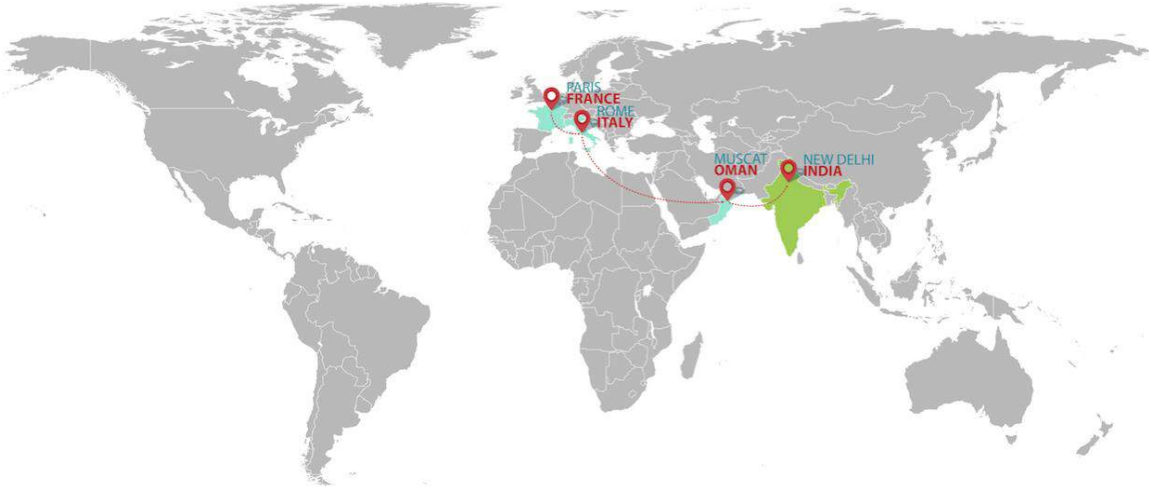 PARIS
FRANCE
ROME
ITALY
MUSCAT
OMAN
NEW DELHI
INDIA